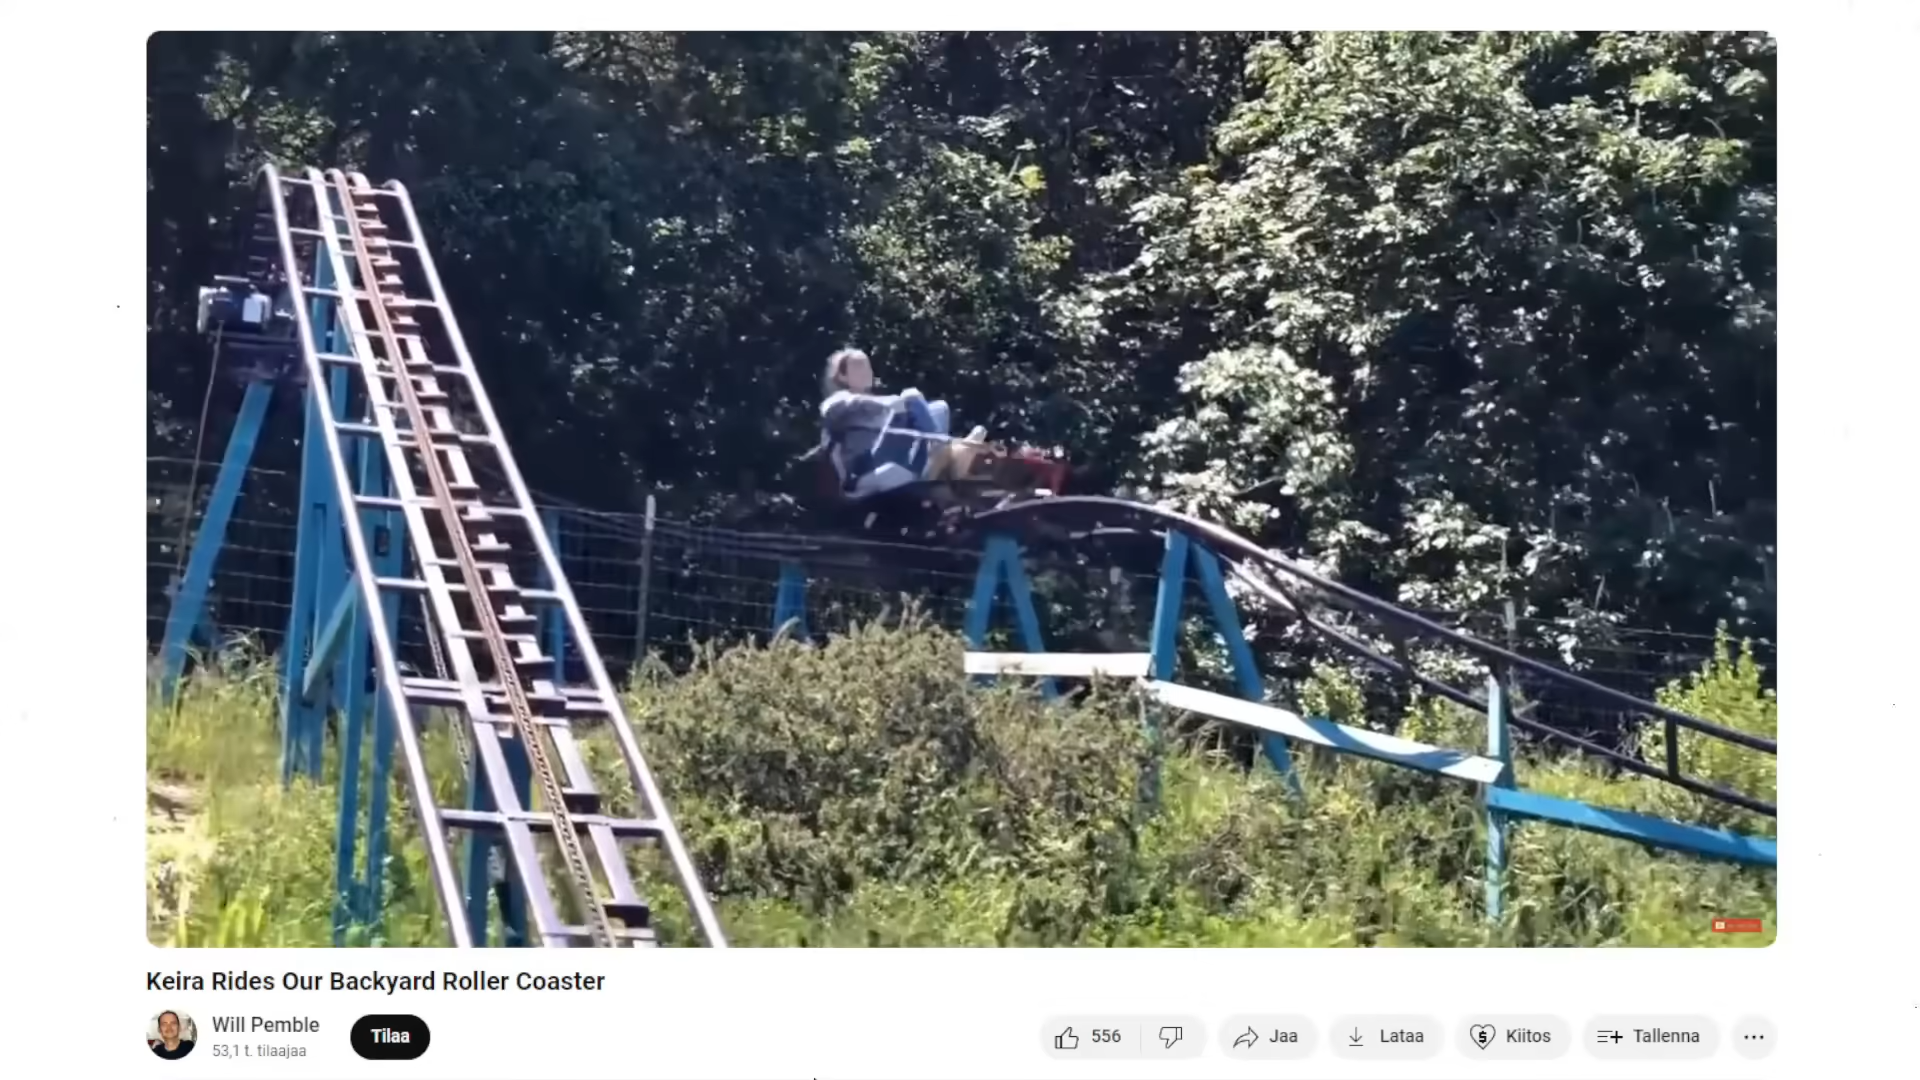 Keira Rides Our Backyard Roller Coaster
Will Pemble
53,1 t. tilaajaa
Tilaa
556
Jaa
Lataa
Kiitos
Tallenna